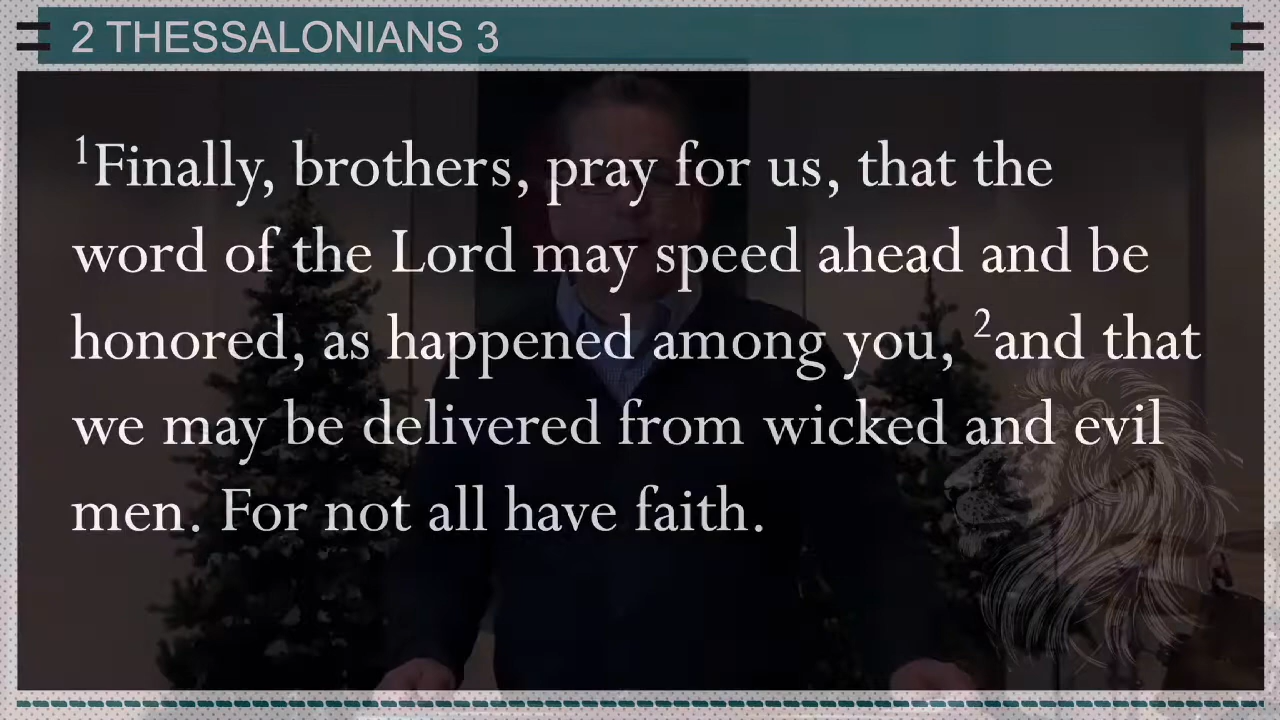 2 THESSALONIANS 3
¹Finally, brothers, pray for us, that the
word of the Lord may speed ahead and be
honored, as happened among you, ²and that
we may be delivered from wicked and evil
men. For not all have faith.